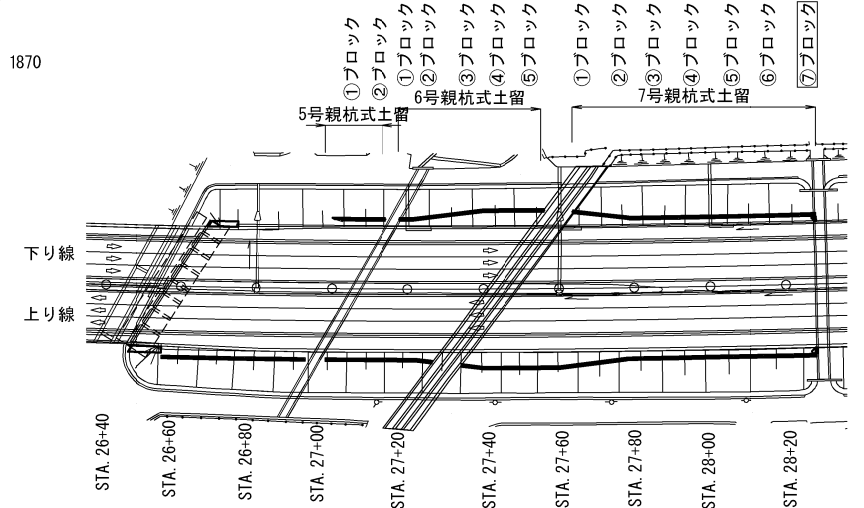 1870
①ブロック
②ブロック
①ブロック
②ブロック
③ブロック
④ブロック
⑤ブロック
①ブロック
②ブロック
③ブロック
④ブロック
⑤ブロック
⑥ブロック
⑦ブロック
5号親杭式土留
6号親杭式土留
7号親杭式土留
下り線
上り線
STA. 26+40
STA. 26+60
STA. 26+80
STA. 27+00
STA. 27+20
STA. 27+40
STA. 27+60
STA. 27+80
STA. 28+00
STA. 28+20